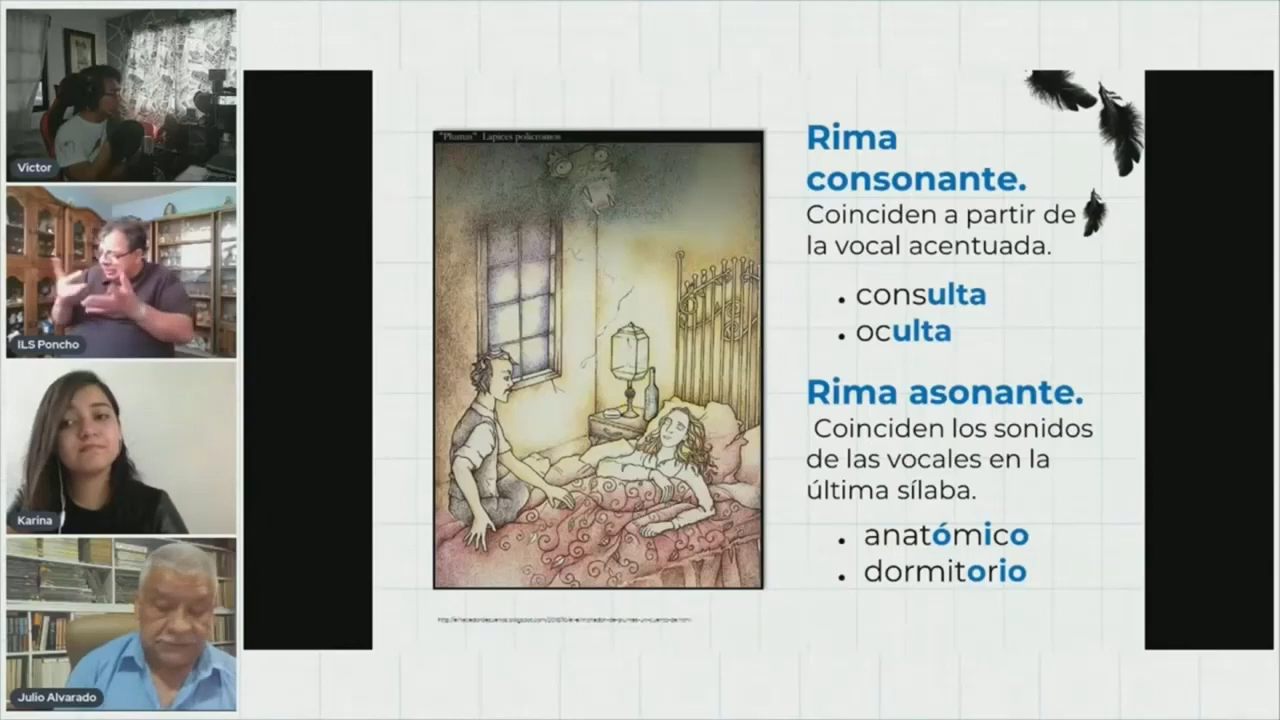 Victor
ILS Poncho
Karina
Julio Alvarado
"Plumas" Lapices policromos
Rima
consonante.
Coinciden a partir de
la vocal acentuada.
• consulta
• oculta
Rima asonante.
Coinciden los sonidos
de las vocales en la
última sílaba.
• anatómico
• dormitorio